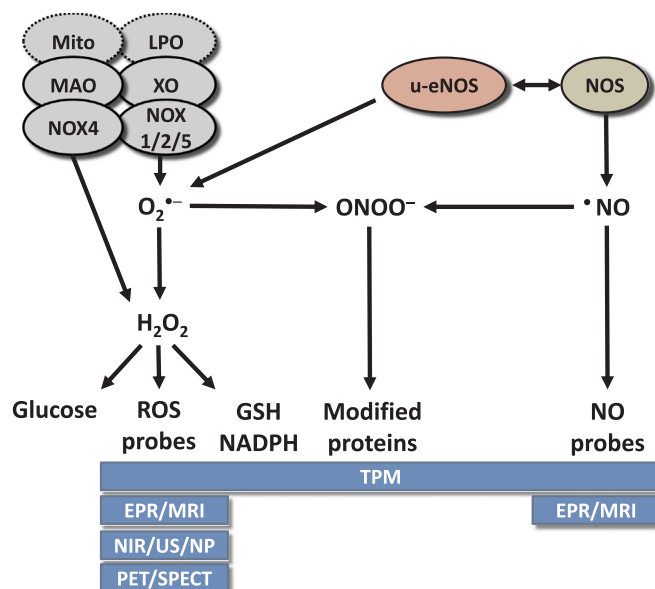 Mito LPO
MAO XO u-eNOS NOS
NOX4 NOX
1/2/5
O₂•– ONOO– •NO
H₂O₂
Glucose ROS GSH Modified NO
probes NADPH proteins probes
TPM
EPR/MRI EPR/MRI
NIR/US/NP
PET/SPECT